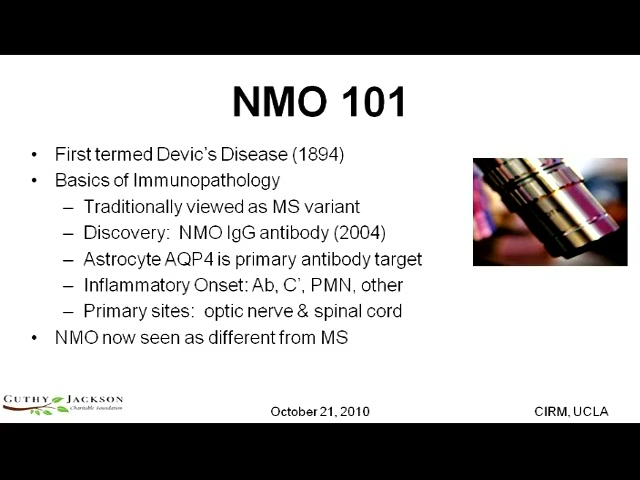 NMO 101
• First termed Devic's Disease (1894)
• Basics of Immunopathology
– Traditionally viewed as MS variant
– Discovery: NMO IgG antibody (2004)
– Astrocyte AQP4 is primary antibody target
– Inflammatory Onset: Ab, C', PMN, other
– Primary sites: optic nerve & spinal cord
• NMO now seen as different from MS
GUTHY JACKSON
Charitable Foundation
October 21, 2010
CIRM, UCLA